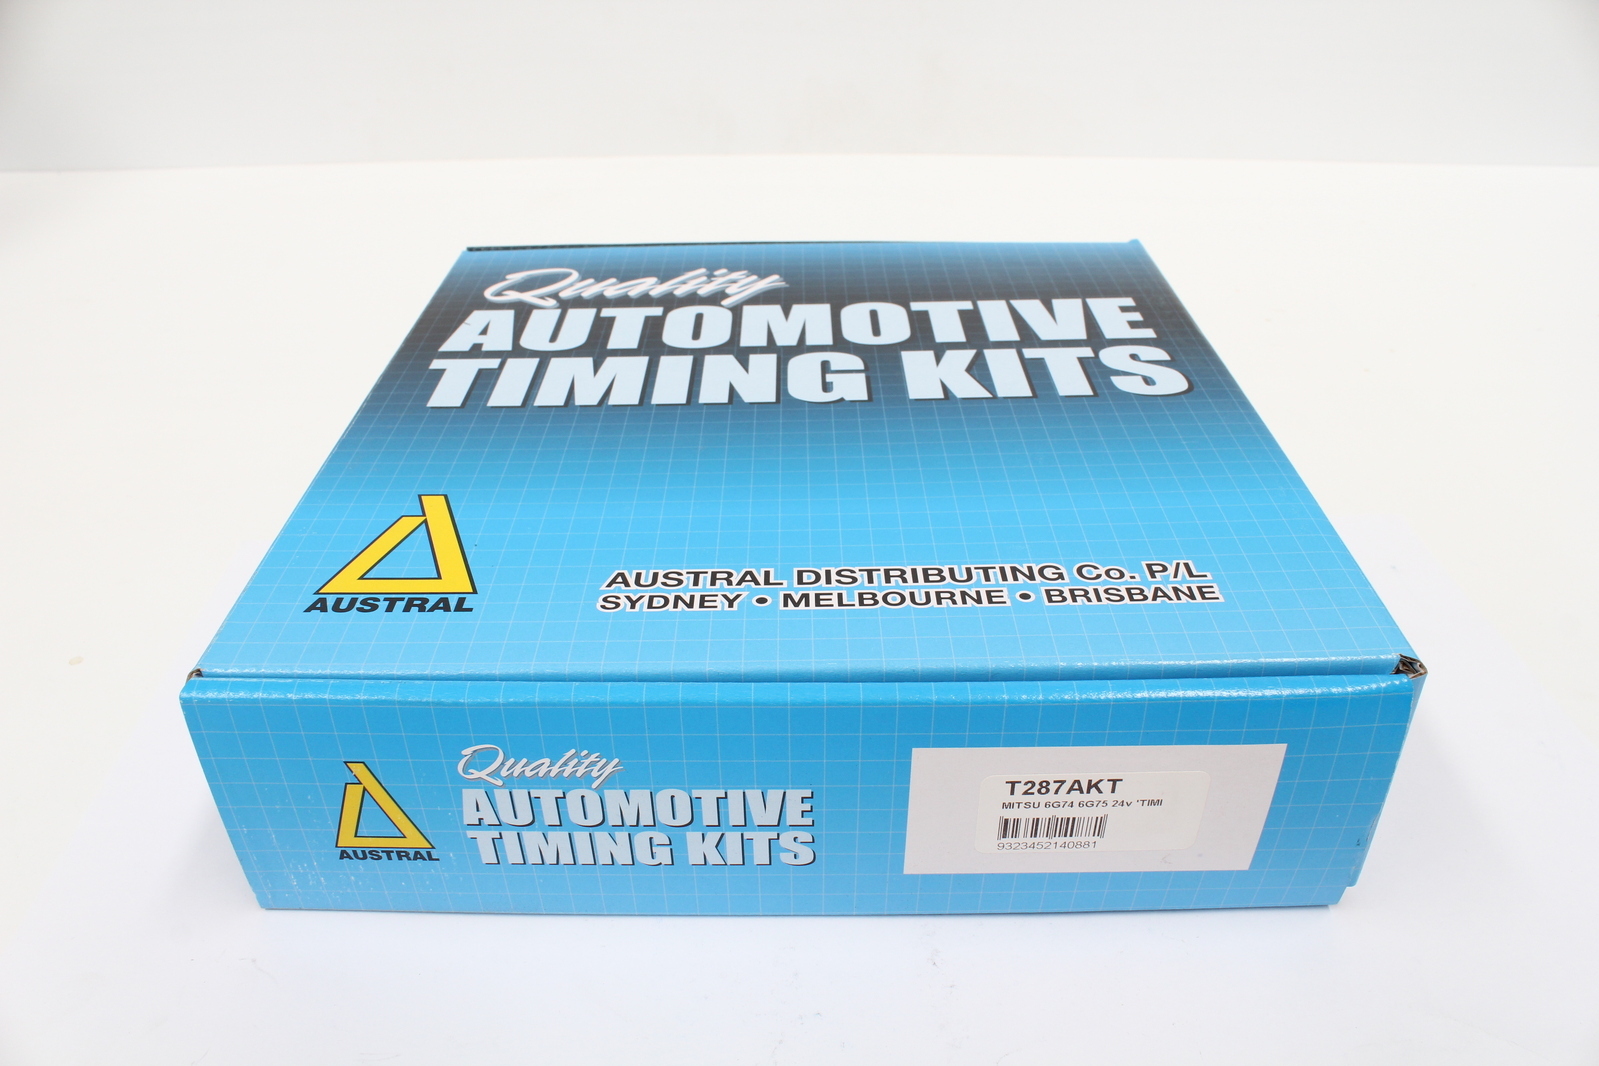 Quality
AUTOMOTIVE
TIMING KITS
AUSTRAL
AUSTRAL DISTRIBUTING Co. P/L
SYDNEY • MELBOURNE • BRISBANE
AUSTRAL
Quality
AUTOMOTIVE
TIMING KITS
T287AKT
MITSU 6G74 6G75 24v 'TIMI
9323452140881